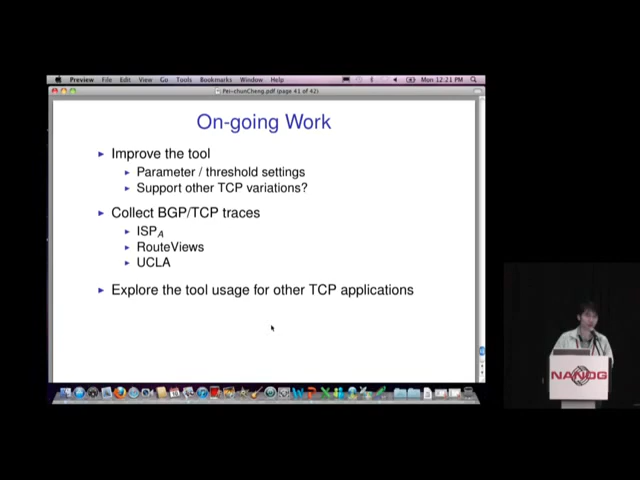 Preview File Edit View Go Tools Bookmarks Window Help Mon 12:21 PM
Pei-chunCheng.pdf (page 41 of 42)
On-going Work
Improve the tool
Parameter / threshold settings
Support other TCP variations?
Collect BGP/TCP traces
ISPA
RouteViews
UCLA
Explore the tool usage for other TCP applications
NANOG